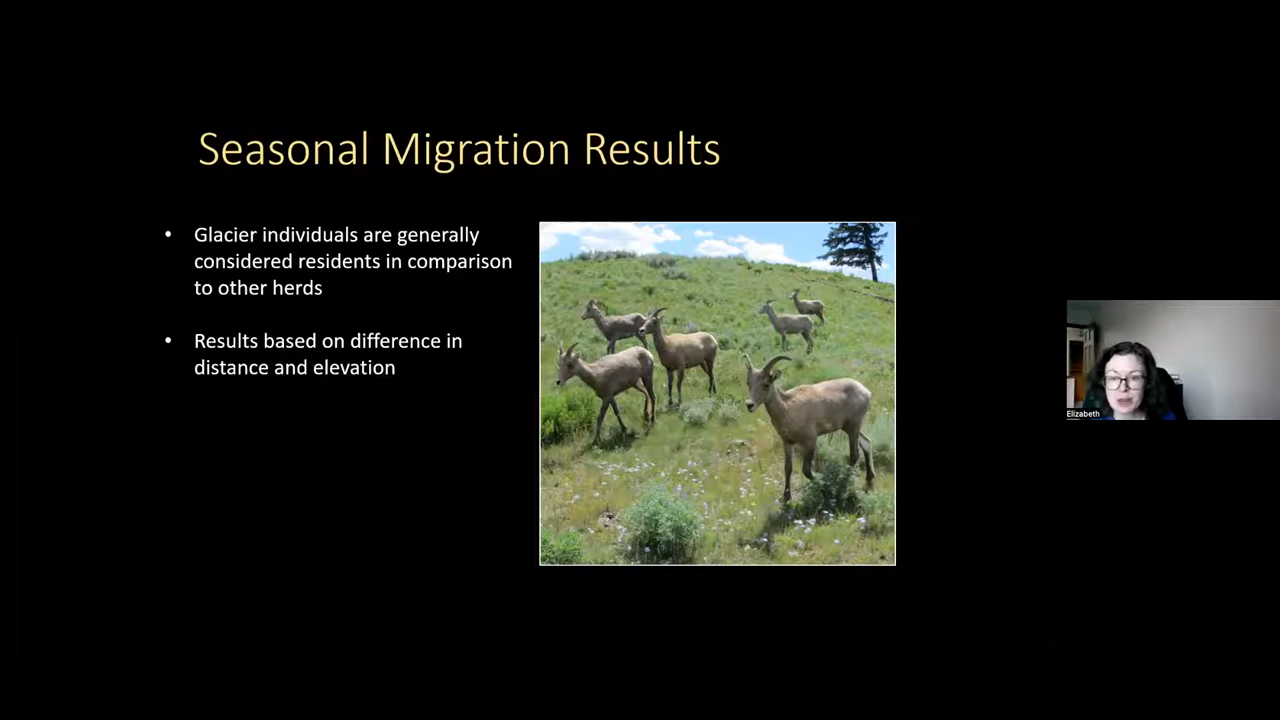 Seasonal Migration Results
• Glacier individuals are generally
considered residents in comparison
to other herds
• Results based on difference in
distance and elevation
Elizabeth